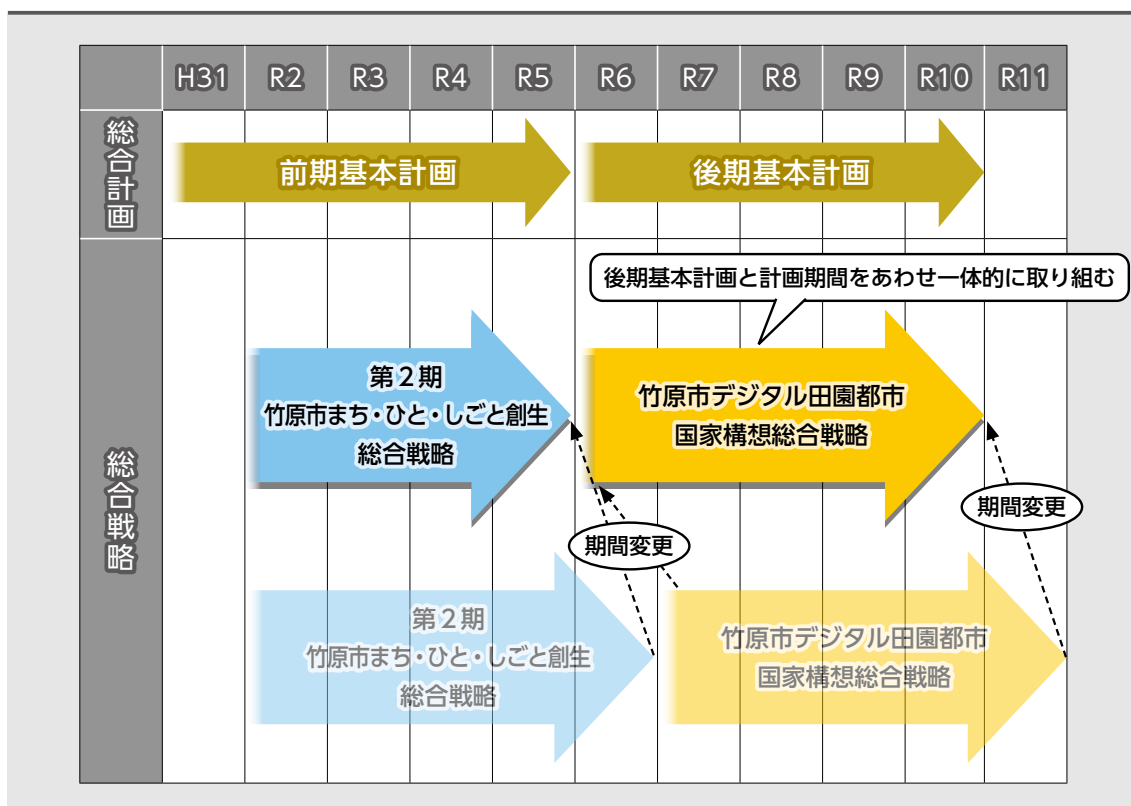 H31 R2 R3 R4 R5 R6 R7 R8 R9 R10 R11
総合計画
前期基本計画
後期基本計画
総合戦略
後期基本計画と計画期間をあわせ一体的に取り組む
第２期
竹原市まち・ひと・しごと創生
総合戦略
竹原市デジタル田園都市
国家構想総合戦略
期間変更
期間変更
第２期
竹原市まち・ひと・しごと創生
総合戦略
竹原市デジタル田園都市
国家構想総合戦略